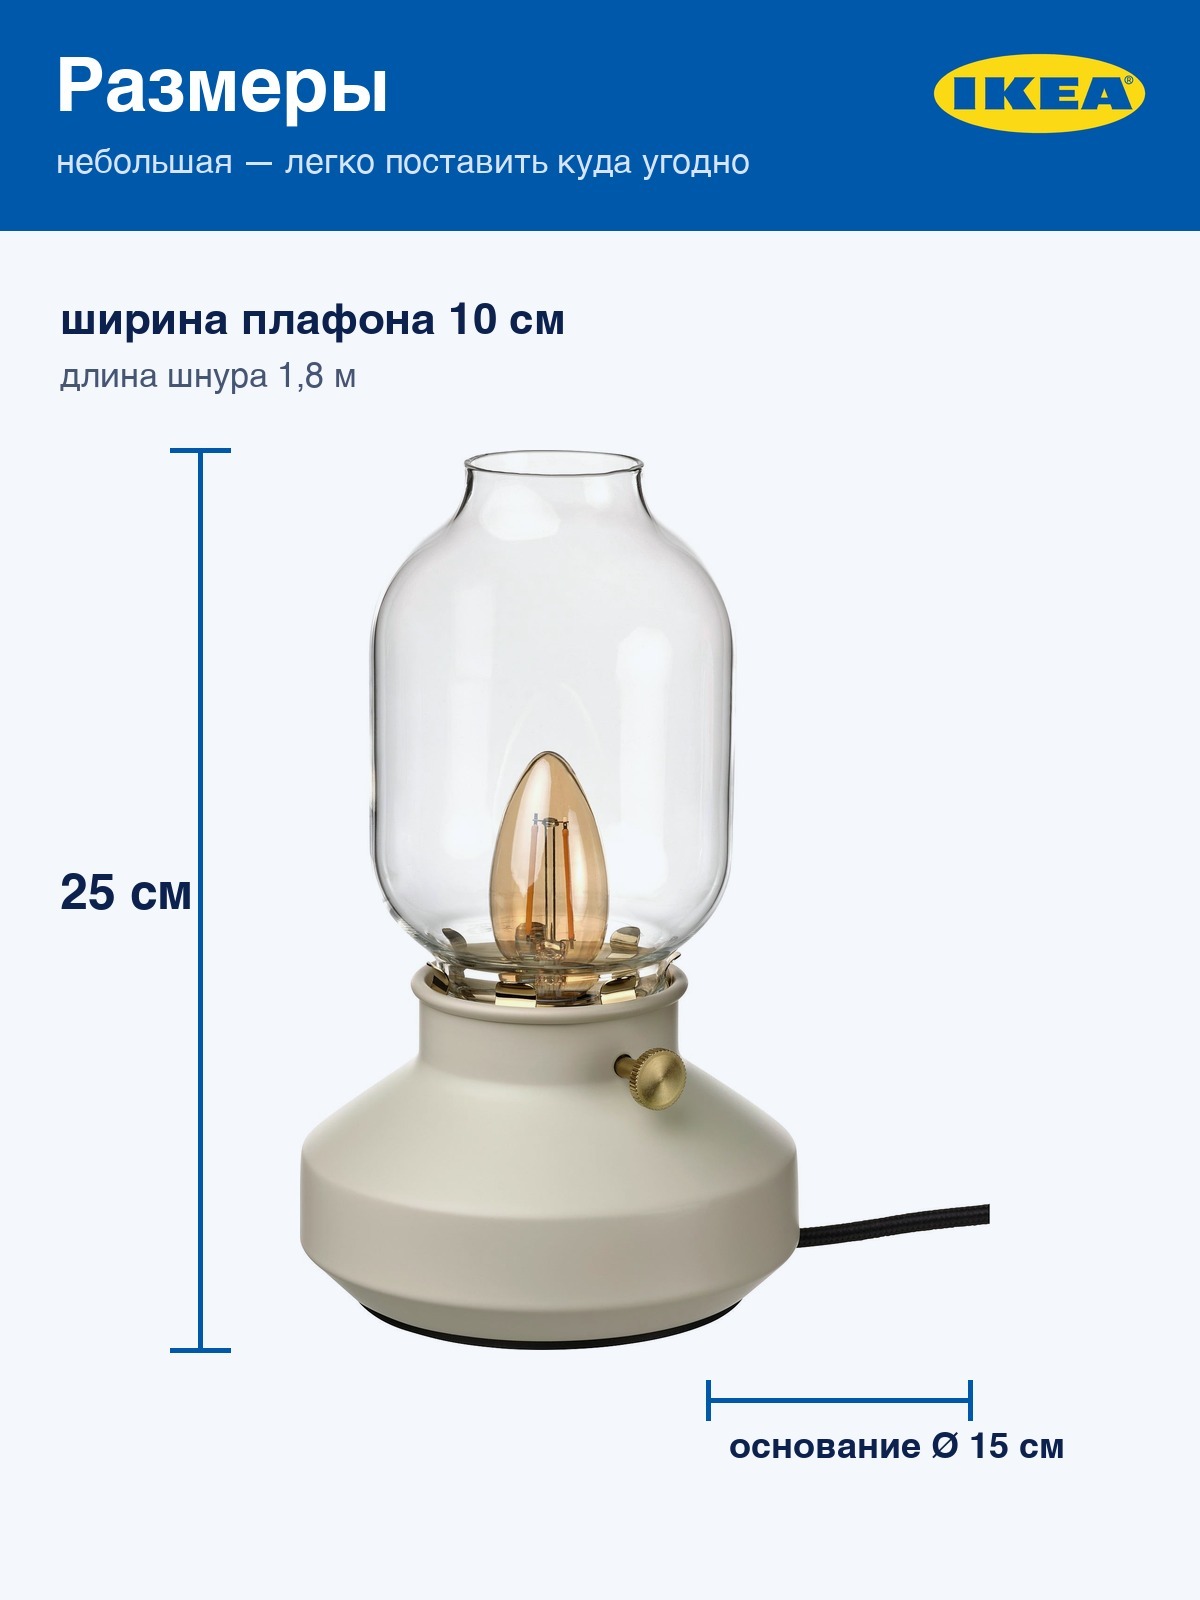 Размеры
IKEA®
небольшая — легко поставить куда угодно
ширина плафона 10 см
длина шнура 1,8 м
25 см
основание Ø 15 см